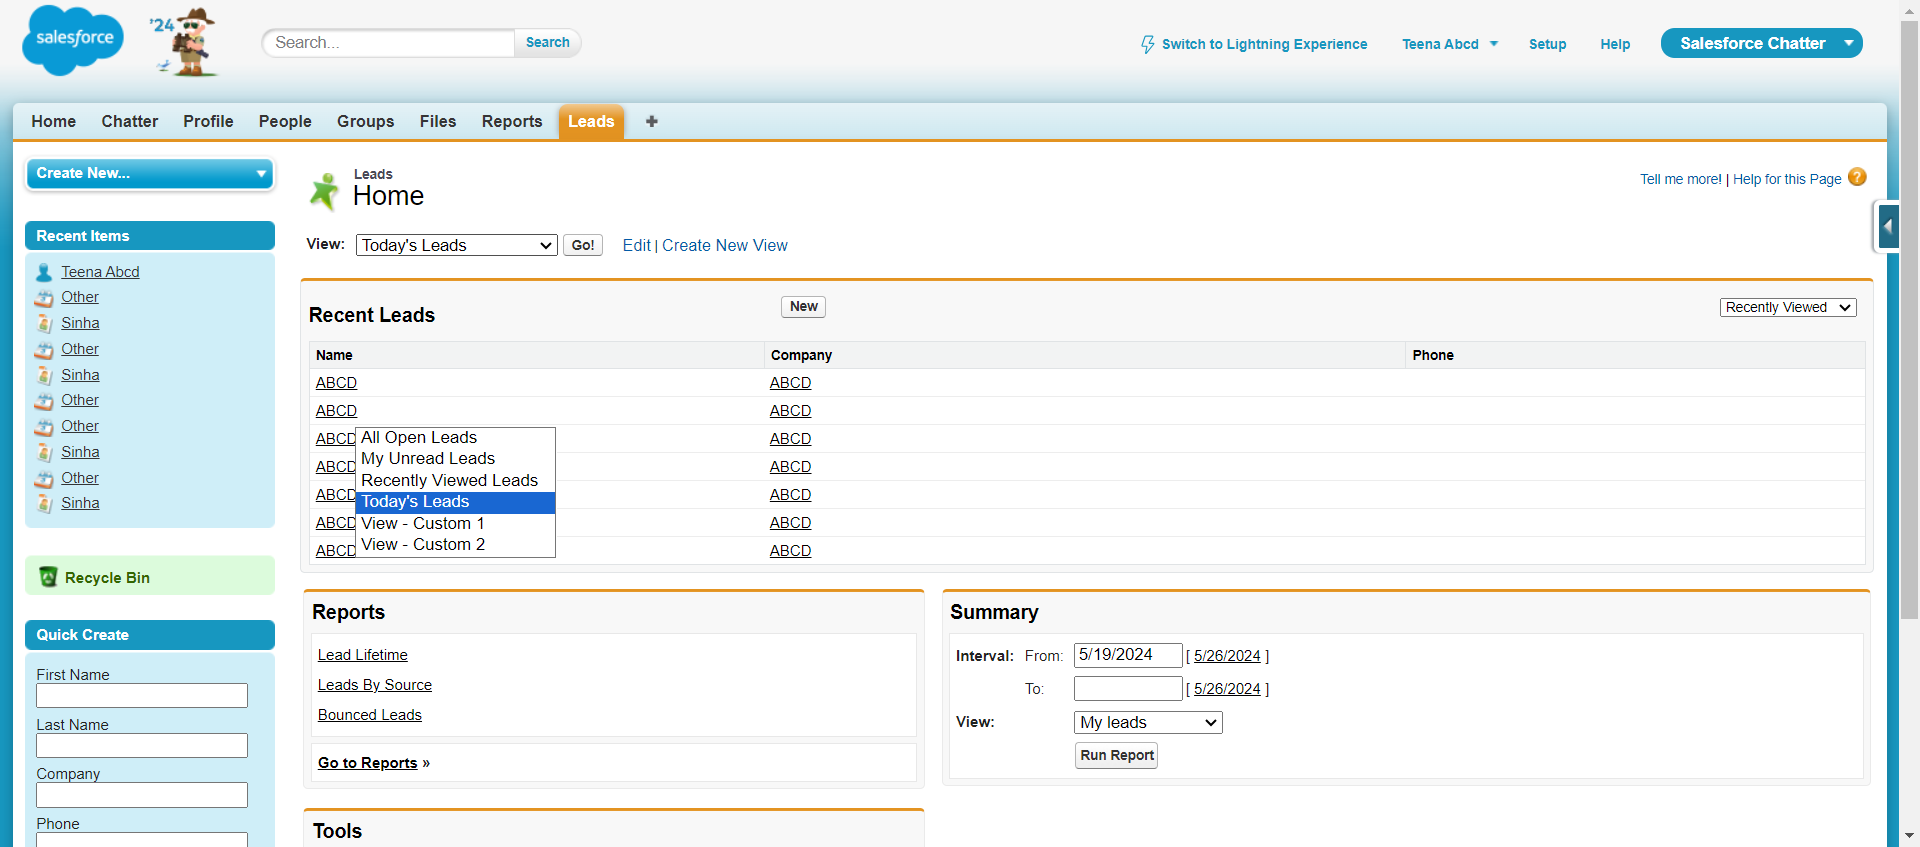 salesforce
'24
Search...
Search
Switch to Lightning Experience
Teena Abcd
Setup
Help
Salesforce Chatter
Home
Chatter
Profile
People
Groups
Files
Reports
Leads
+
Create New...
Recent Items
Teena Abcd
Other
Sinha
Other
Sinha
Other
Other
Sinha
Other
Sinha
Recycle Bin
Quick Create
First Name
Last Name
Company
Phone
Leads
Home
Tell me more! | Help for this Page ?
View: Today's Leads Go! Edit | Create New View
Recent Leads
New
Recently Viewed
Name Company Phone
ABCD ABCD
ABCD ABCD
ABCD ABCD
ABCD ABCD
ABCD ABCD
ABCD ABCD
ABCD ABCD
All Open Leads
My Unread Leads
Recently Viewed Leads
Today's Leads
View - Custom 1
View - Custom 2
Reports
Lead Lifetime
Leads By Source
Bounced Leads
Go to Reports »
Summary
Interval: From: 5/19/2024 [ 5/26/2024 ]
To: [ 5/26/2024 ]
View: My leads
Run Report
Tools